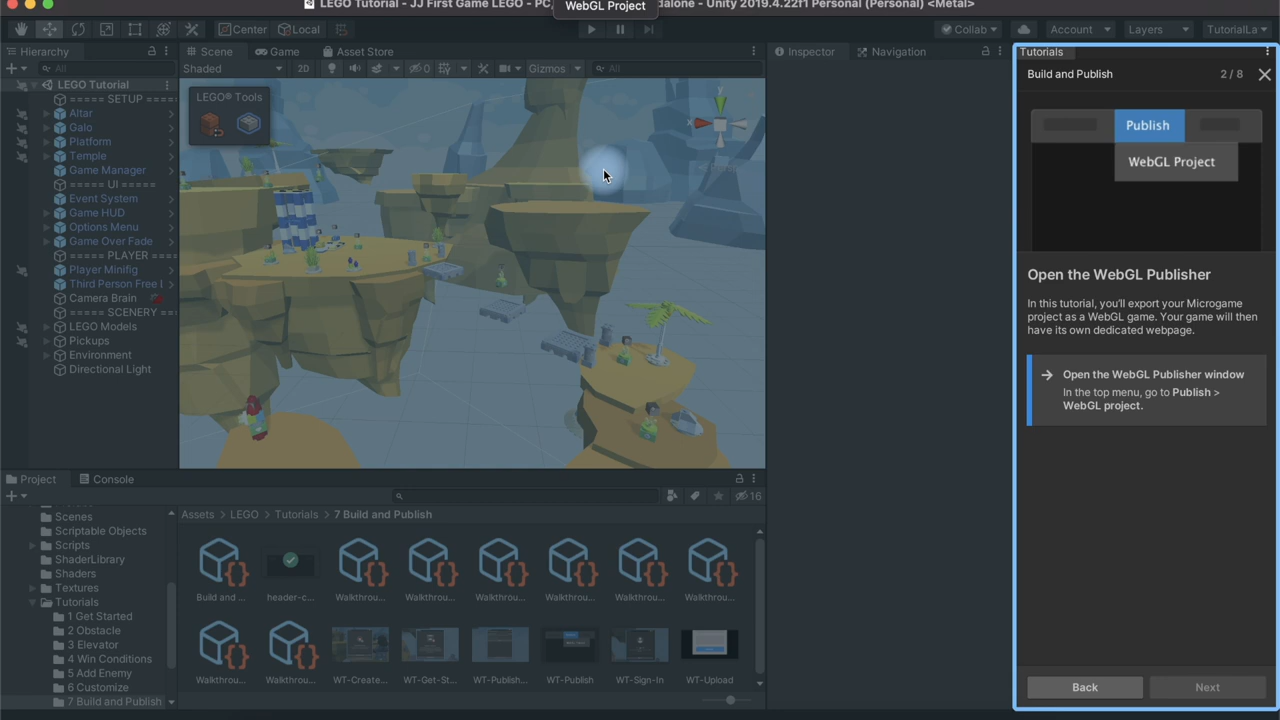 LEGO Tutorial - JJ First Game LEGO - PC,
WebGL Project
dalone - Unity 2019.4.22f1 Personal (Personal) <Metal>
Center
Local
Collab
Account
Layers
TutorialLa
Hierarchy
All
LEGO Tutorial
===== SETUP ====
Altar
Galo
Platform
Temple
Game Manager
===== UI =====
Event System
Game HUD
Options Menu
Game Over Fade
===== PLAYER ====
Player Minifig
Third Person Free l
Camera Brain
===== SCENERY ==
LEGO Models
Pickups
Environment
Directional Light
Scene
Game
Asset Store
Shaded
2D
0
Gizmos
All
LEGO® Tools
y
x
Inspector
Navigation
Tutorials
Build and Publish
2 / 8
Publish
WebGL Project
Open the WebGL Publisher
In this tutorial, you'll export your Microgame
project as a WebGL game. Your game will then
have its own dedicated webpage.
Open the WebGL Publisher window
In the top menu, go to Publish >
WebGL project.
Back
Next
Project
Console
16
Scenes
Scriptable Objects
Scripts
ShaderLibrary
Shaders
Textures
Tutorials
1 Get Started
2 Obstacle
3 Elevator
4 Win Conditions
5 Add Enemy
6 Customize
7 Build and Publish
Assets > LEGO > Tutorials > 7 Build and Publish
Build and ...
header-c...
Walkthrou...
Walkthrou...
Walkthrou...
Walkthrou...
Walkthrou...
Walkthrou...
Walkthrou...
Walkthrou...
WT-Create...
WT-Get-St...
WT-Publish...
WT-Publish
WT-Sign-In
WT-Upload